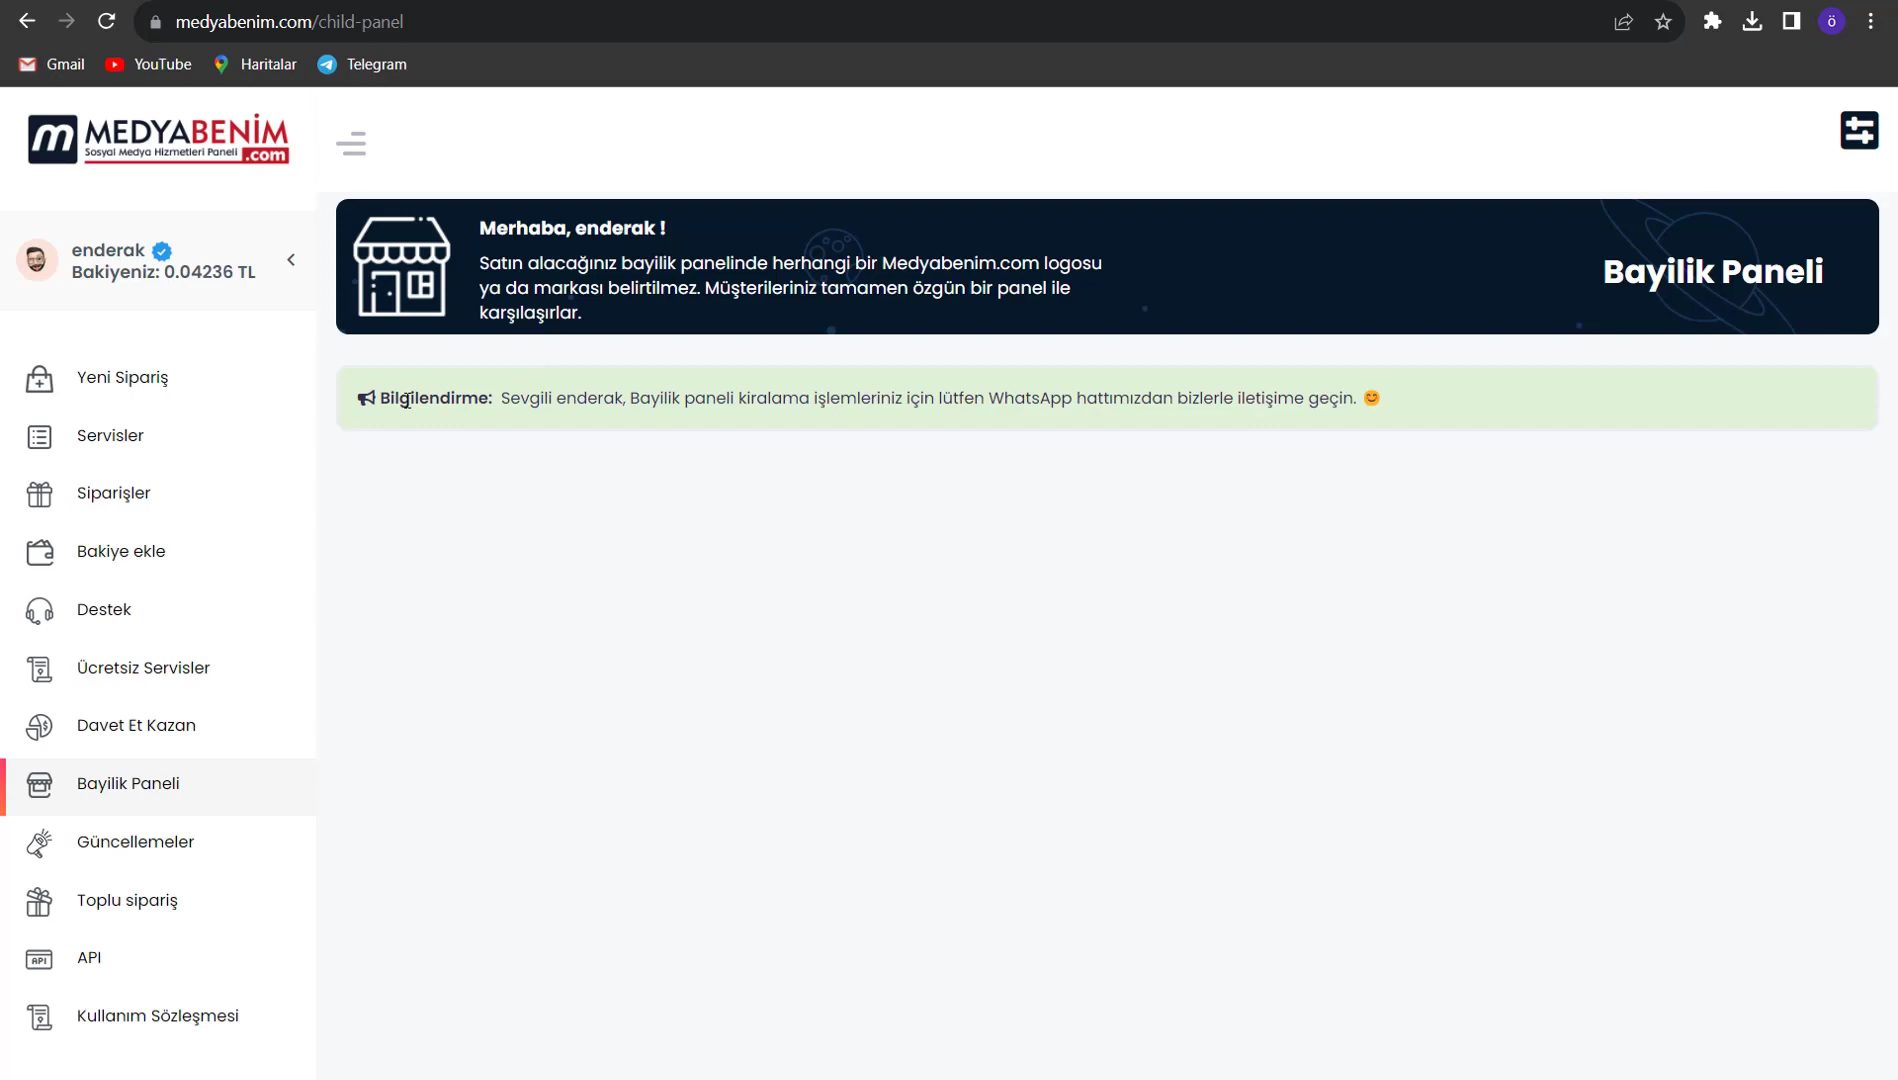 medyabenim.com/child-panel
ö
Gmail
YouTube
Haritalar
Telegram
m MEDYABENİM
Sosyal Medya Hizmetleri Paneli .com
enderak
Bakiyeniz: 0.04236 TL
Yeni Sipariş
Servisler
Siparişler
Bakiye ekle
Destek
Ücretsiz Servisler
Davet Et Kazan
Bayilik Paneli
Güncellemeler
Toplu sipariş
API
API
Kullanım Sözleşmesi
Merhaba, enderak !
Satın alacağınız bayilik panelinde herhangi bir Medyabenim.com logosu
ya da markası belirtilmez. Müşterileriniz tamamen özgün bir panel ile
karşılaşırlar.
Bayilik Paneli
Bilgilendirme: Sevgili enderak, Bayilik paneli kiralama işlemleriniz için lütfen WhatsApp hattımızdan bizlerle iletişime geçin. 😊